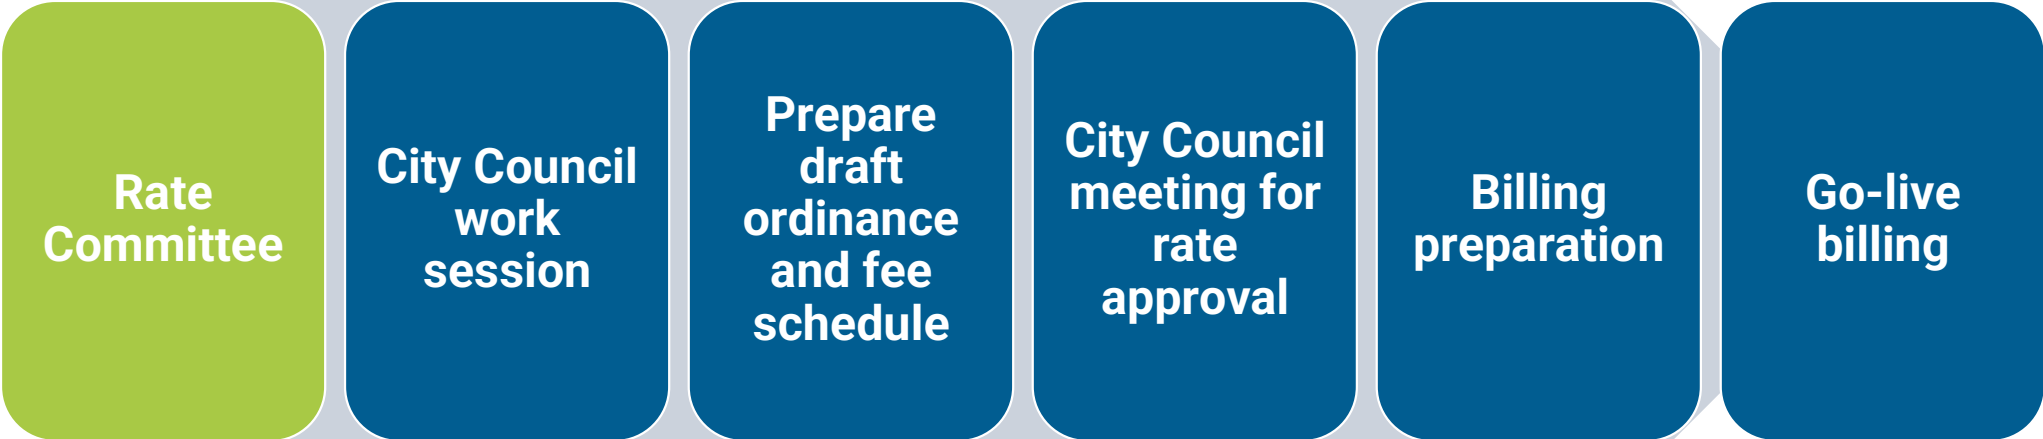 Rate
Committee
City Council
work
session
Prepare
draft
ordinance
and fee
schedule
City Council
meeting for
rate
approval
Billing
preparation
Go-live
billing